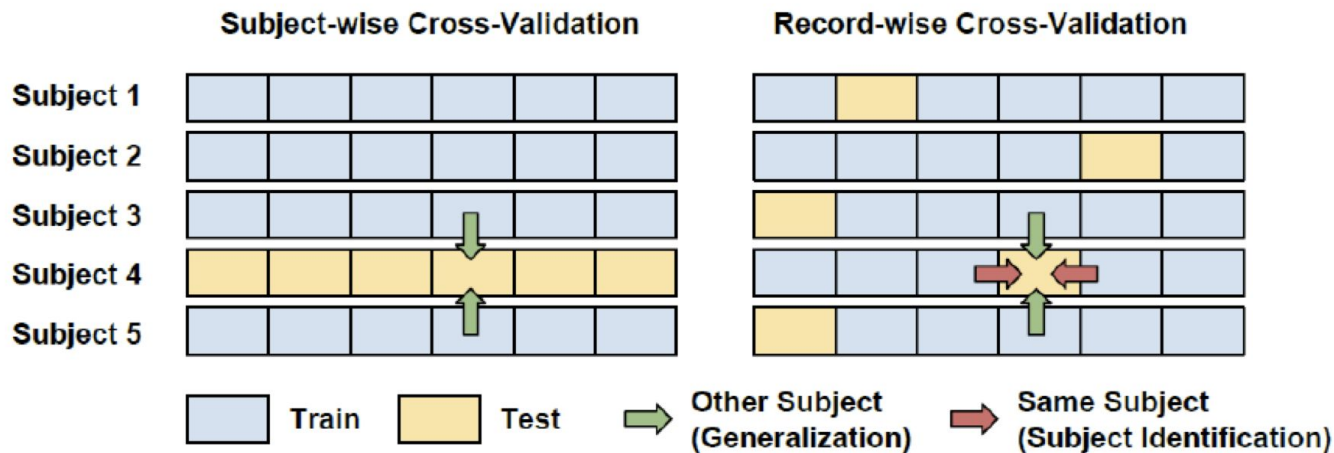 Subject-wise Cross-Validation
Record-wise Cross-Validation
Subject 1
Subject 2
Subject 3
Subject 4
Subject 5
Train
Test
Other Subject
(Generalization)
Same Subject
(Subject Identification)